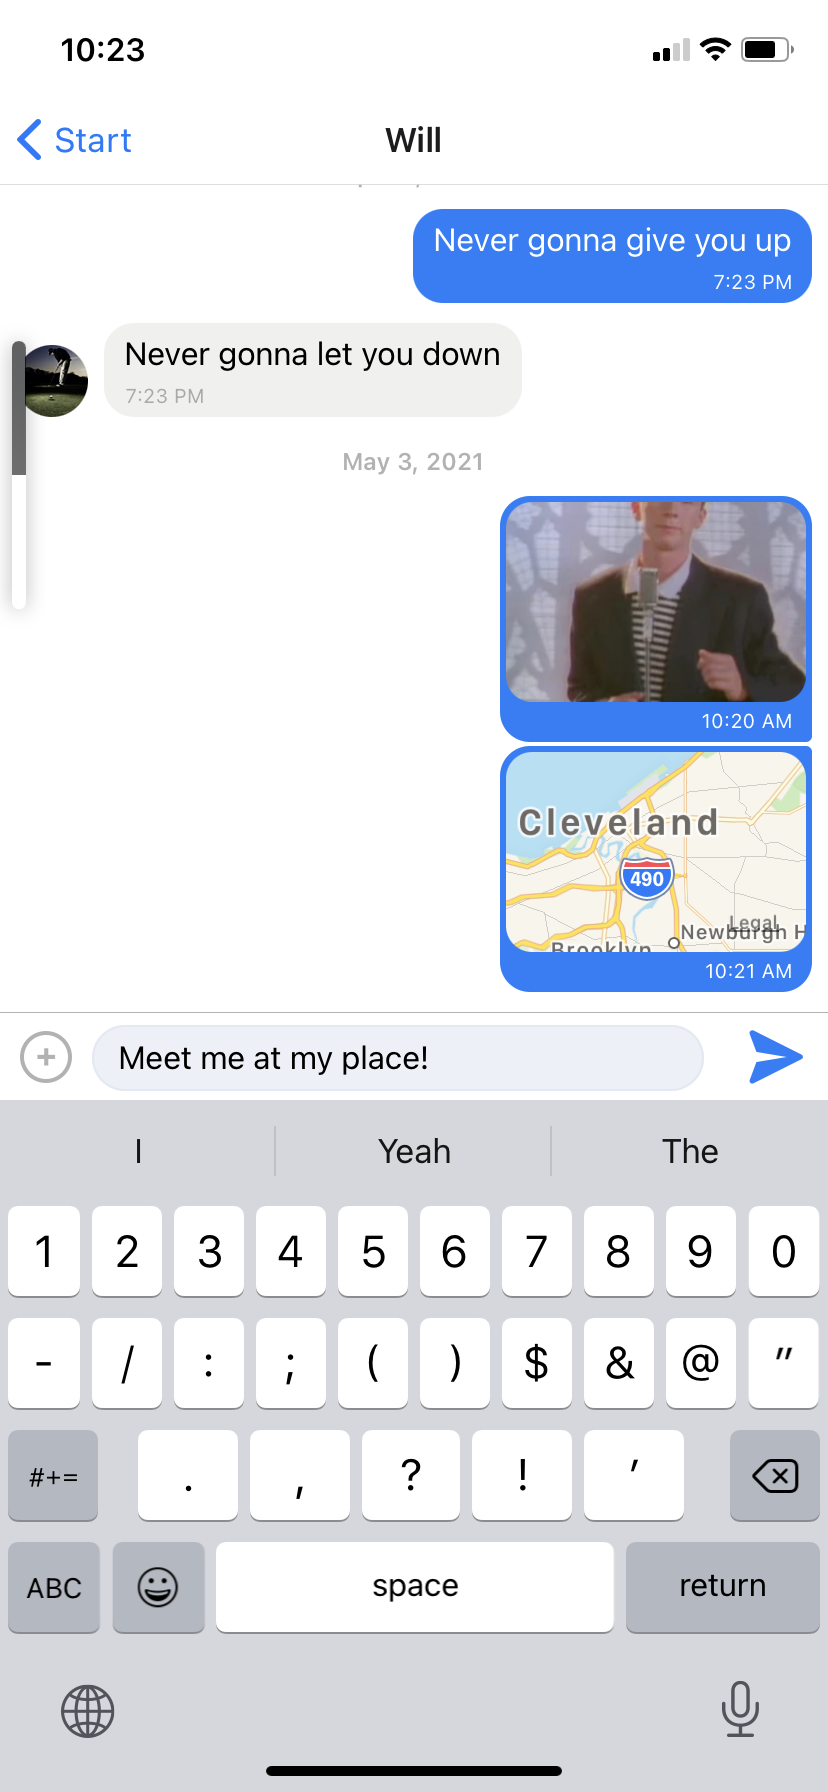 10:23
Start
Will
Never gonna give you up
7:23 PM
Never gonna let you down
7:23 PM
May 3, 2021
10:20 AM
Cleveland
490
Legal
Newburgh H
Brooklyn
10:21 AM
Meet me at my place!
I Yeah The
1 2 3 4 5 6 7 8 9 0
- / : ; ( ) $ & @ "
#+= . , ? ! '
ABC space return